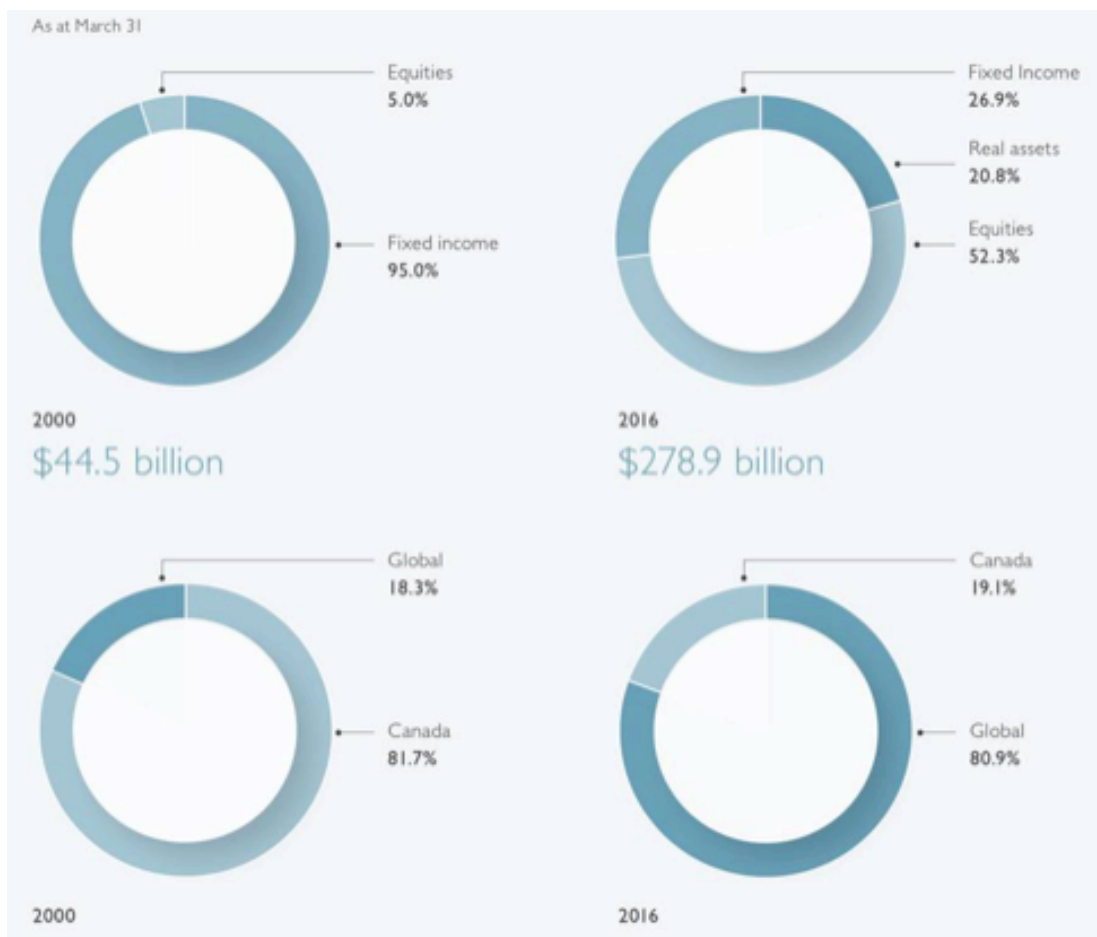 As at March 31
Equities
5.0%
Fixed income
95.0%
2000
$44.5 billion
Fixed Income
26.9%
Real assets
20.8%
Equities
52.3%
2016
$278.9 billion
Global
18.3%
Canada
81.7%
2000
Canada
19.1%
Global
80.9%
2016